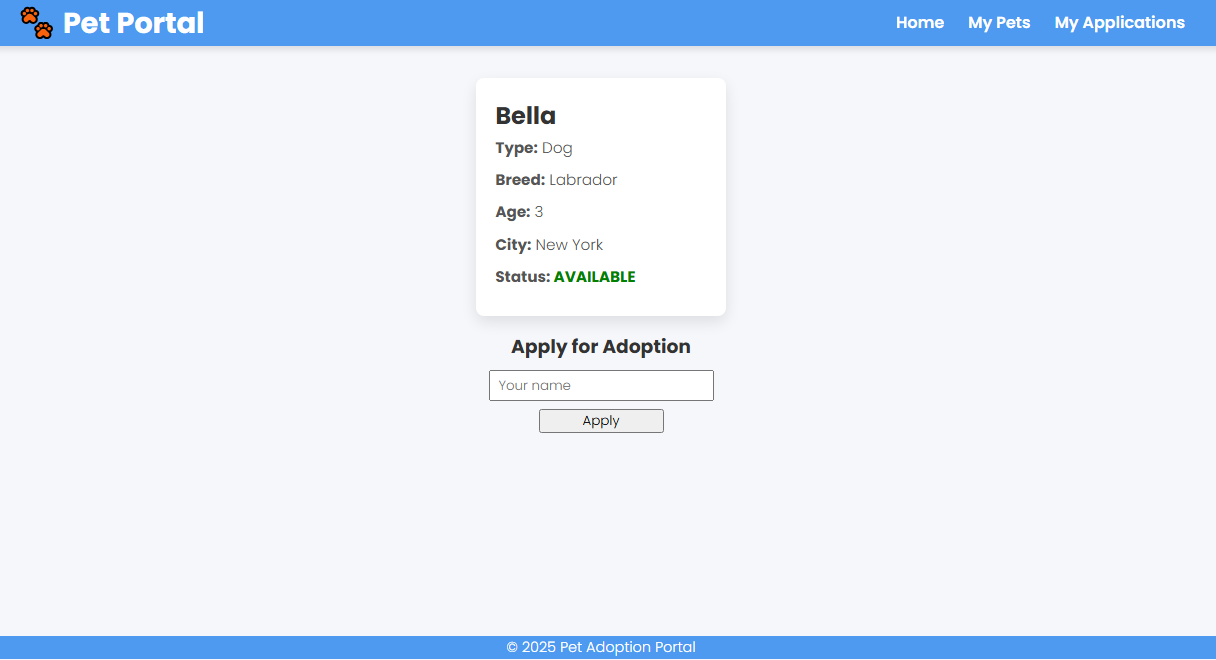 Pet Portal
Home My Pets My Applications
Bella
Type: Dog
Breed: Labrador
Age: 3
City: New York
Status: AVAILABLE
Apply for Adoption
Your name
Apply
© 2025 Pet Adoption Portal